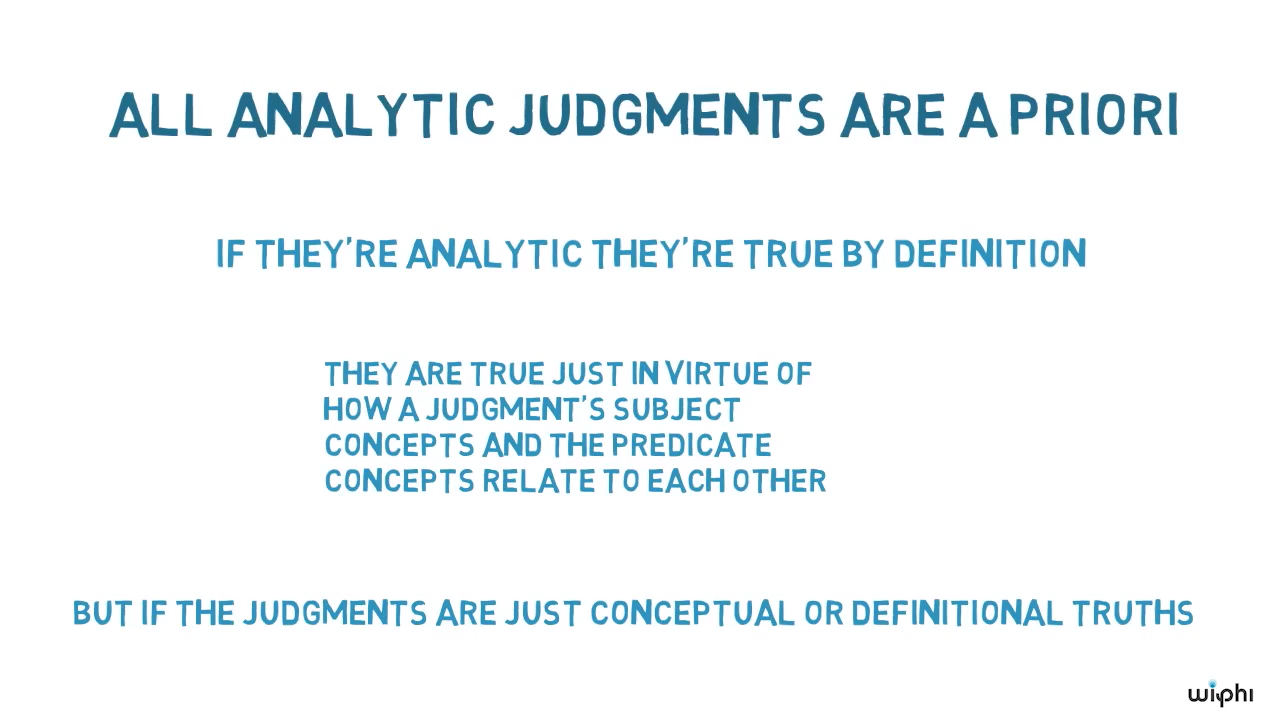 ALL ANALYTIC JUDGMENTS ARE A PRIORI
IF THEY'RE ANALYTIC THEY'RE TRUE BY DEFINITION
THEY ARE TRUE JUST IN VIRTUE OF
HOW A JUDGMENT'S SUBJECT
CONCEPTS AND THE PREDICATE
CONCEPTS RELATE TO EACH OTHER
BUT IF THE JUDGMENTS ARE JUST CONCEPTUAL OR DEFINITIONAL TRUTHS
wiphi